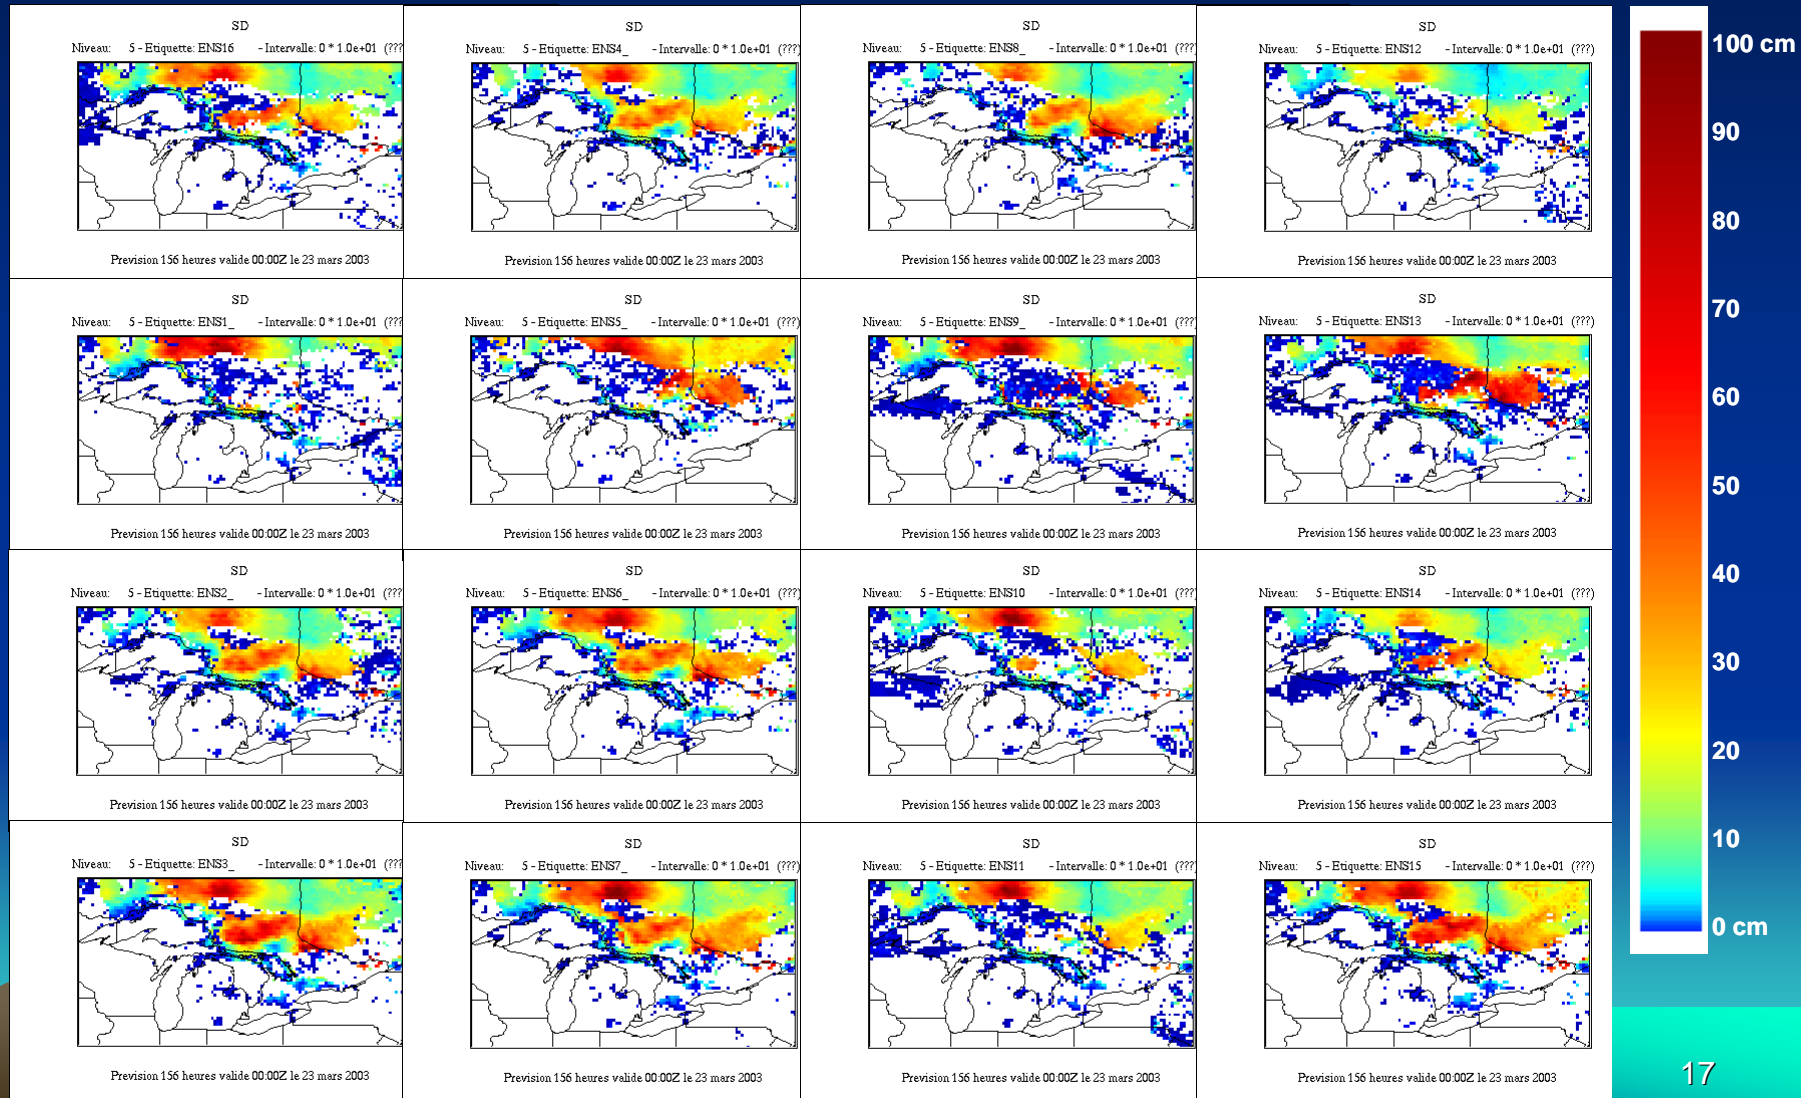 SD
Niveau: 5 - Etiquette: ENS16 - Intervalle: 0 * 1.0e+01 (???
Prevision 156 heures valide 00:00Z le 23 mars 2003
SD
Niveau: 5 - Etiquette: ENS4_ - Intervalle: 0 * 1.0e+01 (???)
Prevision 156 heures valide 00:00Z le 23 mars 2003
SD
Niveau: 5 - Etiquette: ENS8_ - Intervalle: 0 * 1.0e+01 (???)
Prevision 156 heures valide 00:00Z le 23 mars 2003
SD
Niveau: 5 - Etiquette: ENS12 - Intervalle: 0 * 1.0e+01 (???)
Prevision 156 heures valide 00:00Z le 23 mars 2003
SD
Niveau: 5 - Etiquette: ENS1_ - Intervalle: 0 * 1.0e+01 (???
Prevision 156 heures valide 00:00Z le 23 mars 2003
SD
Niveau: 5 - Etiquette: ENS5_ - Intervalle: 0 * 1.0e+01 (???)
Prevision 156 heures valide 00:00Z le 23 mars 2003
SD
Niveau: 5 - Etiquette: ENS9_ - Intervalle: 0 * 1.0e+01 (???)
Prevision 156 heures valide 00:00Z le 23 mars 2003
SD
Niveau: 5 - Etiquette: ENS13 - Intervalle: 0 * 1.0e+01 (???)
Prevision 156 heures valide 00:00Z le 23 mars 2003
SD
Niveau: 5 - Etiquette: ENS2_ - Intervalle: 0 * 1.0e+01 (???
Prevision 156 heures valide 00:00Z le 23 mars 2003
SD
Niveau: 5 - Etiquette: ENS6_ - Intervalle: 0 * 1.0e+01 (???)
Prevision 156 heures valide 00:00Z le 23 mars 2003
SD
Niveau: 5 - Etiquette: ENS10 - Intervalle: 0 * 1.0e+01 (???)
Prevision 156 heures valide 00:00Z le 23 mars 2003
SD
Niveau: 5 - Etiquette: ENS14 - Intervalle: 0 * 1.0e+01 (???)
Prevision 156 heures valide 00:00Z le 23 mars 2003
SD
Niveau: 5 - Etiquette: ENS3_ - Intervalle: 0 * 1.0e+01 (???
Prevision 156 heures valide 00:00Z le 23 mars 2003
SD
Niveau: 5 - Etiquette: ENS7_ - Intervalle: 0 * 1.0e+01 (???)
Prevision 156 heures valide 00:00Z le 23 mars 2003
SD
Niveau: 5 - Etiquette: ENS11 - Intervalle: 0 * 1.0e+01 (???)
Prevision 156 heures valide 00:00Z le 23 mars 2003
SD
Niveau: 5 - Etiquette: ENS15 - Intervalle: 0 * 1.0e+01 (???)
Prevision 156 heures valide 00:00Z le 23 mars 2003
100 cm
90
80
70
60
50
40
30
20
10
0 cm
17